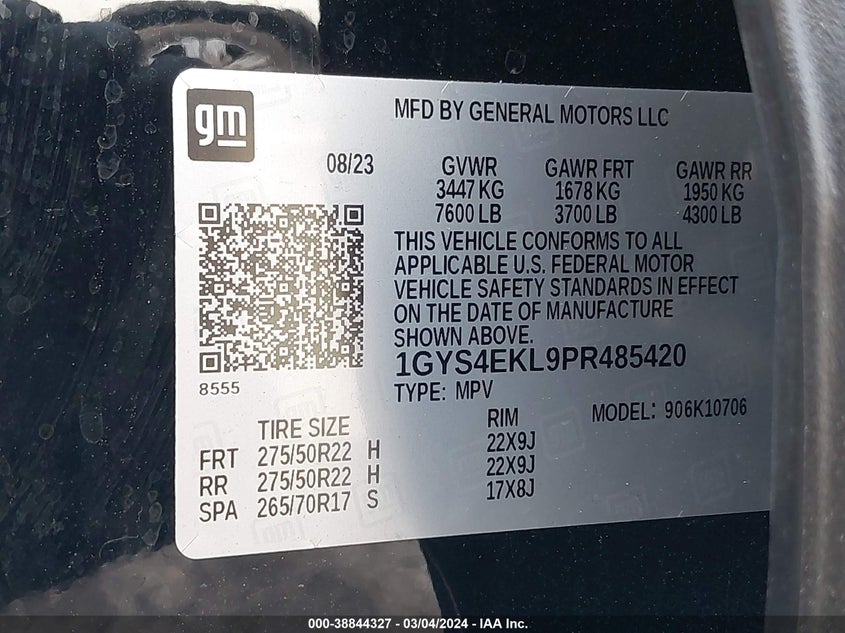 gm
MFD BY GENERAL MOTORS LLC
08/23
GVWR GAWR FRT GAWR RR
3447 KG 1678 KG 1950 KG
7600 LB 3700 LB 4300 LB
THIS VEHICLE CONFORMS TO ALL
APPLICABLE U.S. FEDERAL MOTOR
VEHICLE SAFETY STANDARDS IN EFFECT
ON THE DATE OF MANUFACTURE
SHOWN ABOVE.
1GYS4EKL9PR485420
8555
TYPE: MPV
MODEL: 906K10706
TIRE SIZE RIM
FRT 275/50R22 H 22X9J
RR 275/50R22 H 22X9J
SPA 265/70R17 S 17X8J
000-38844327 - 03/04/2024 - IAA Inc.